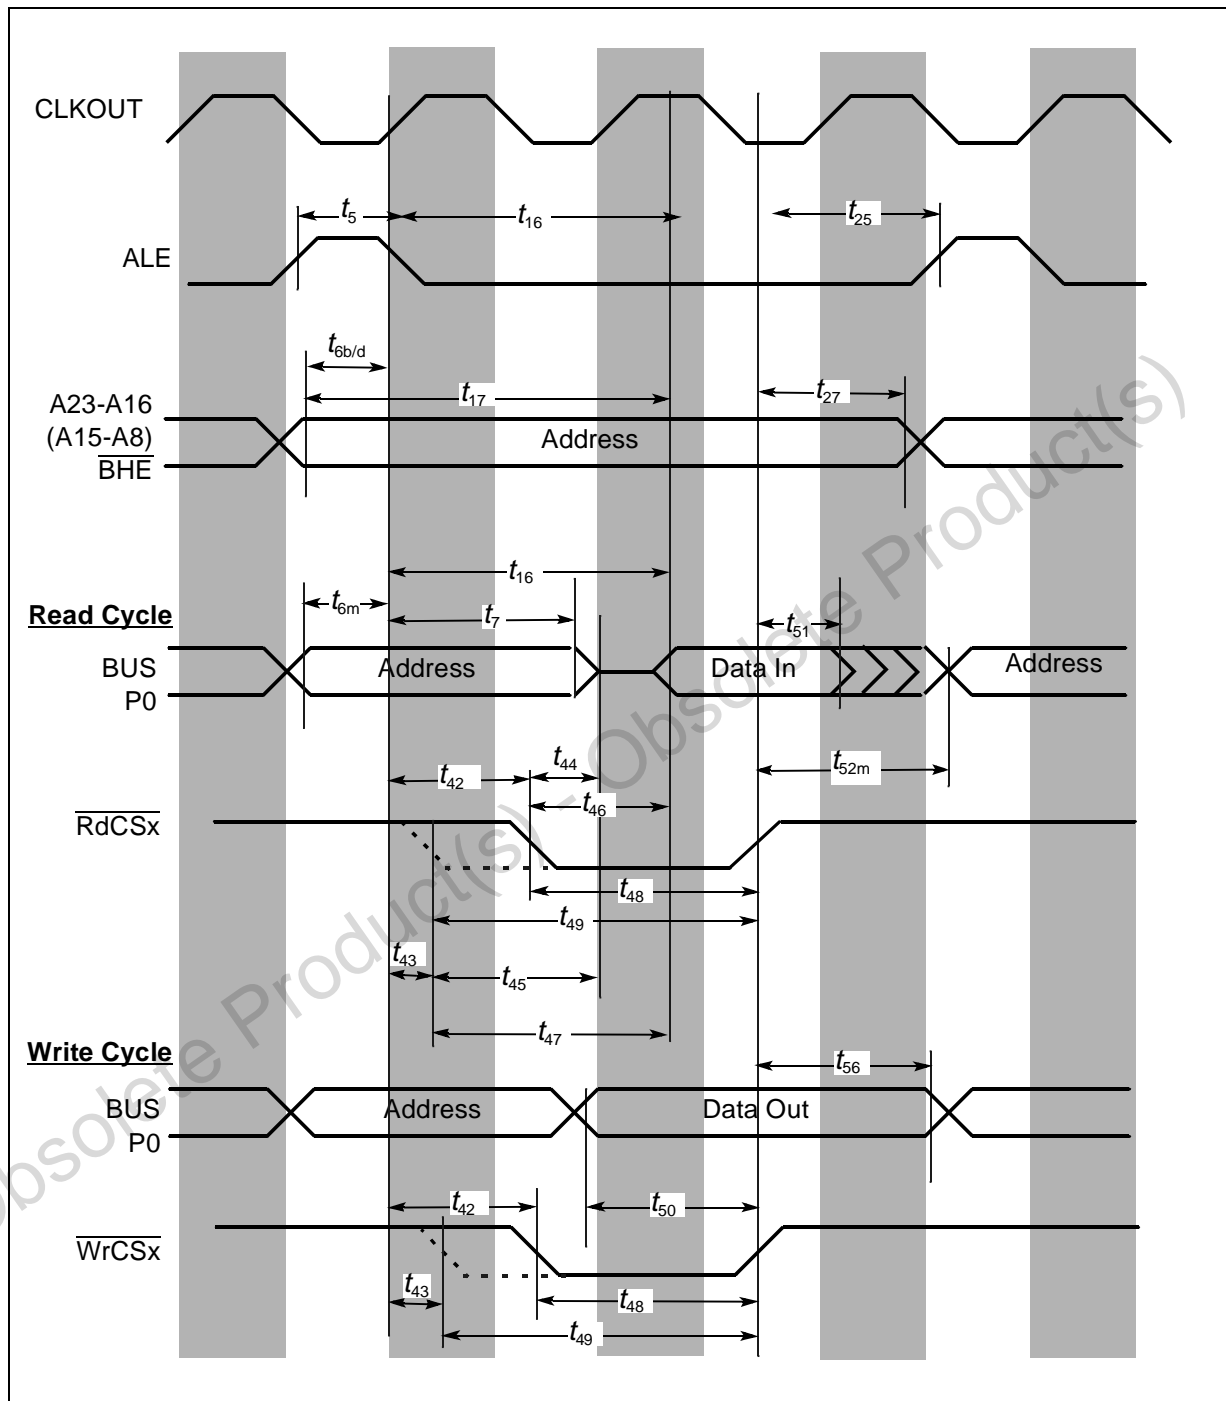 CLKOUT
t5 t16 t25
ALE
t6b/d
t17 t27
A23-A16
(A15-A8)
BHE
Address
t16
t6m t7 t51
Read Cycle
BUS
P0
Address Data In Address
t42 t44 t52m
t46
RdCSx
t48
t49
t43 t45
t47
Write Cycle
t56
BUS
P0
Address Data Out
t42 t50
WrCSx
t43 t48
t49
Obsolete Product(s) - Obsolete Product(s)